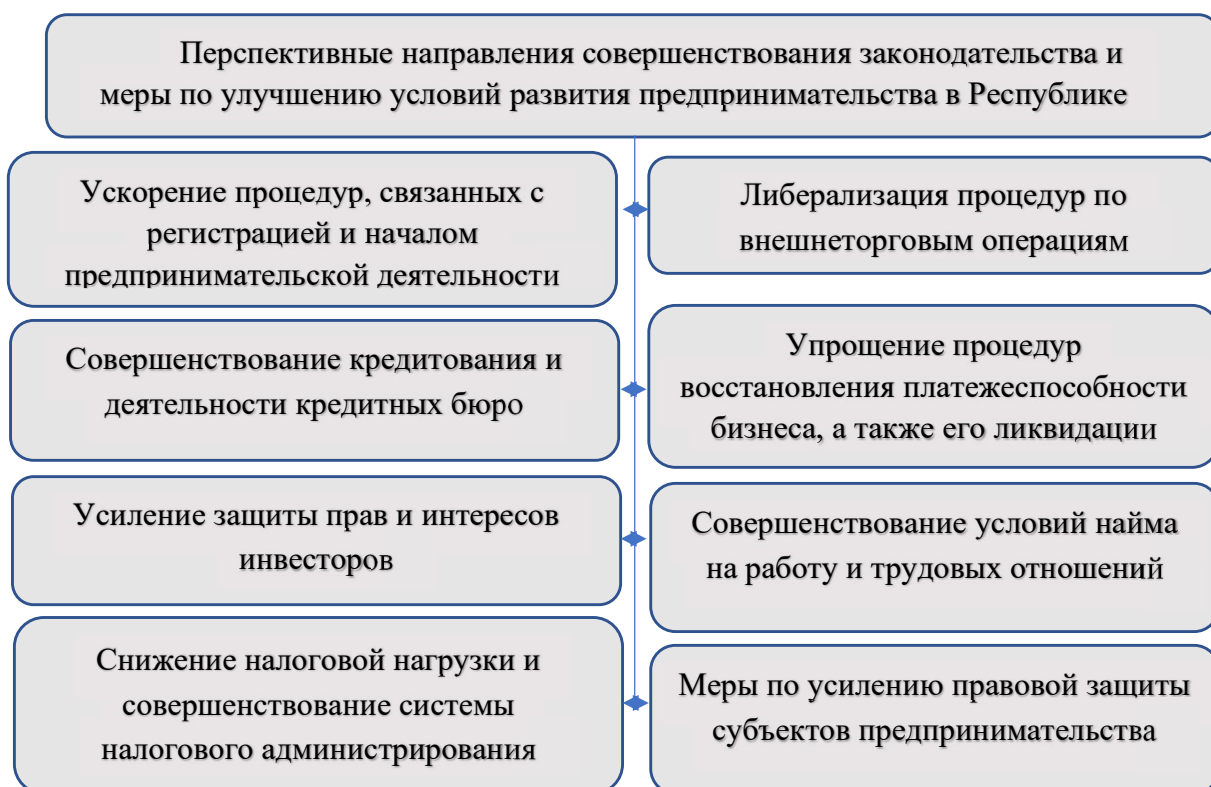 Перспективные направления совершенствования законодательства и
меры по улучшению условий развития предпринимательства в Республике
Ускорение процедур, связанных с
регистрацией и началом
предпринимательской деятельности
Либерализация процедур по
внешнеторговым операциям
Совершенствование кредитования и
деятельности кредитных бюро
Упрощение процедур
восстановления платежеспособности
бизнеса, а также его ликвидации
Усиление защиты прав и интересов
инвесторов
Совершенствование условий найма
на работу и трудовых отношений
Снижение налоговой нагрузки и
совершенствование системы
налогового администрирования
Меры по усилению правовой защиты
субъектов предпринимательства